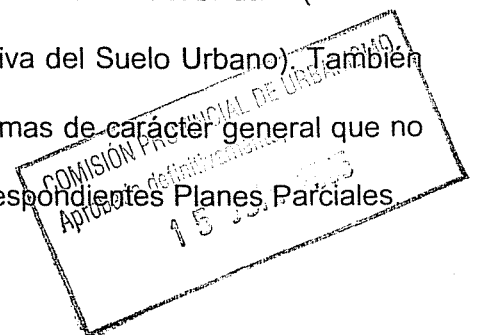 iva del Suelo Urbano). También
mas de carácter general que no
espondientes Planes Parciales.
COMISIÓN PROVINCIAL DE URBANISMO
Aprobado definitivamente
15